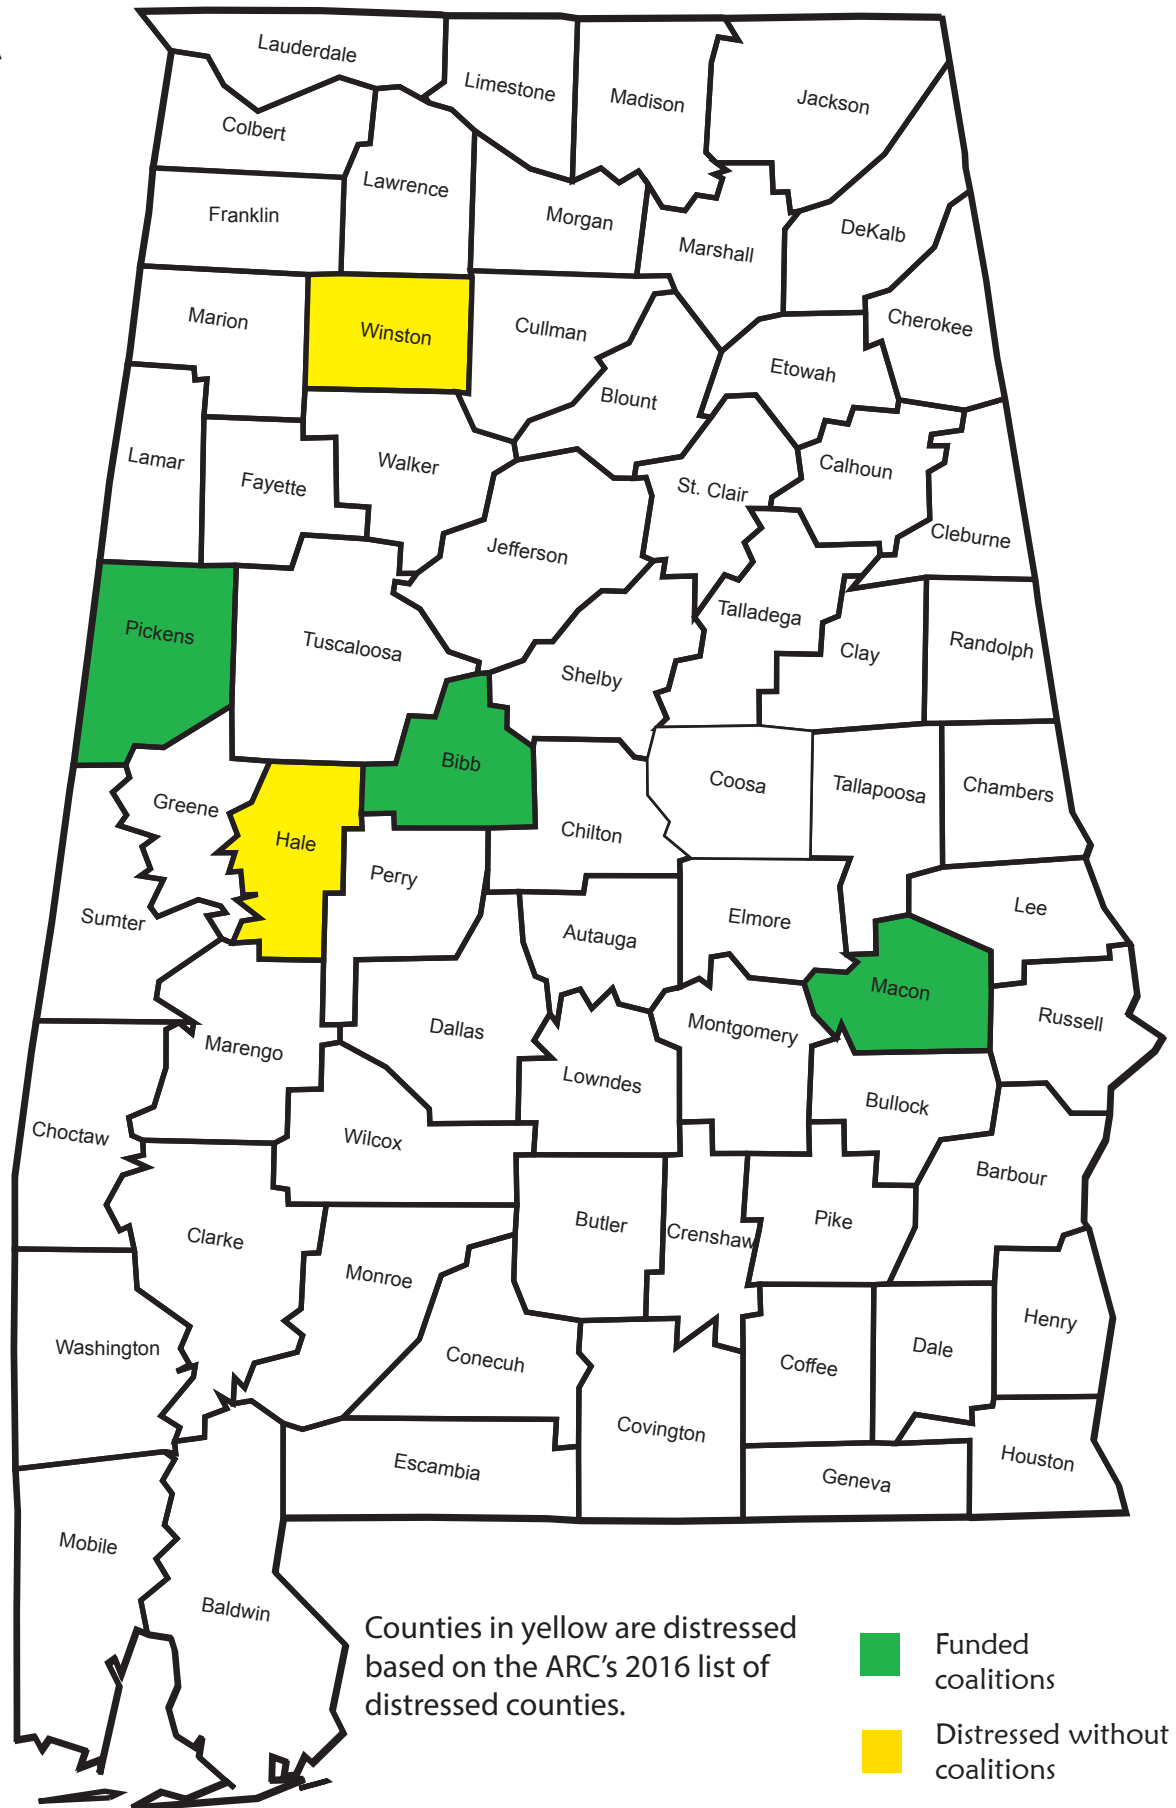 Lauderdale
Limestone
Madison
Jackson
Colbert
Lawrence
Franklin
Morgan
DeKalb
Marshall
Marion
Winston
Cullman
Cherokee
Etowah
Blount
Lamar
Walker
Calhoun
Fayette
St. Clair
Jefferson
Cleburne
Pickens
Talladega
Tuscaloosa
Clay
Randolph
Shelby
Bibb
Coosa
Tallapoosa
Chambers
Greene
Hale
Chilton
Perry
Sumter
Elmore
Lee
Autauga
Macon
Dallas
Montgomery
Russell
Marengo
Lowndes
Bullock
Choctaw
Wilcox
Barbour
Butler
Pike
Clarke
Crenshaw
Monroe
Henry
Washington
Conecuh
Coffee
Dale
Covington
Escambia
Houston
Geneva
Mobile
Baldwin
Counties in yellow are distressed
based on the ARC's 2016 list of
distressed counties.
Funded
coalitions
Distressed without
coalitions